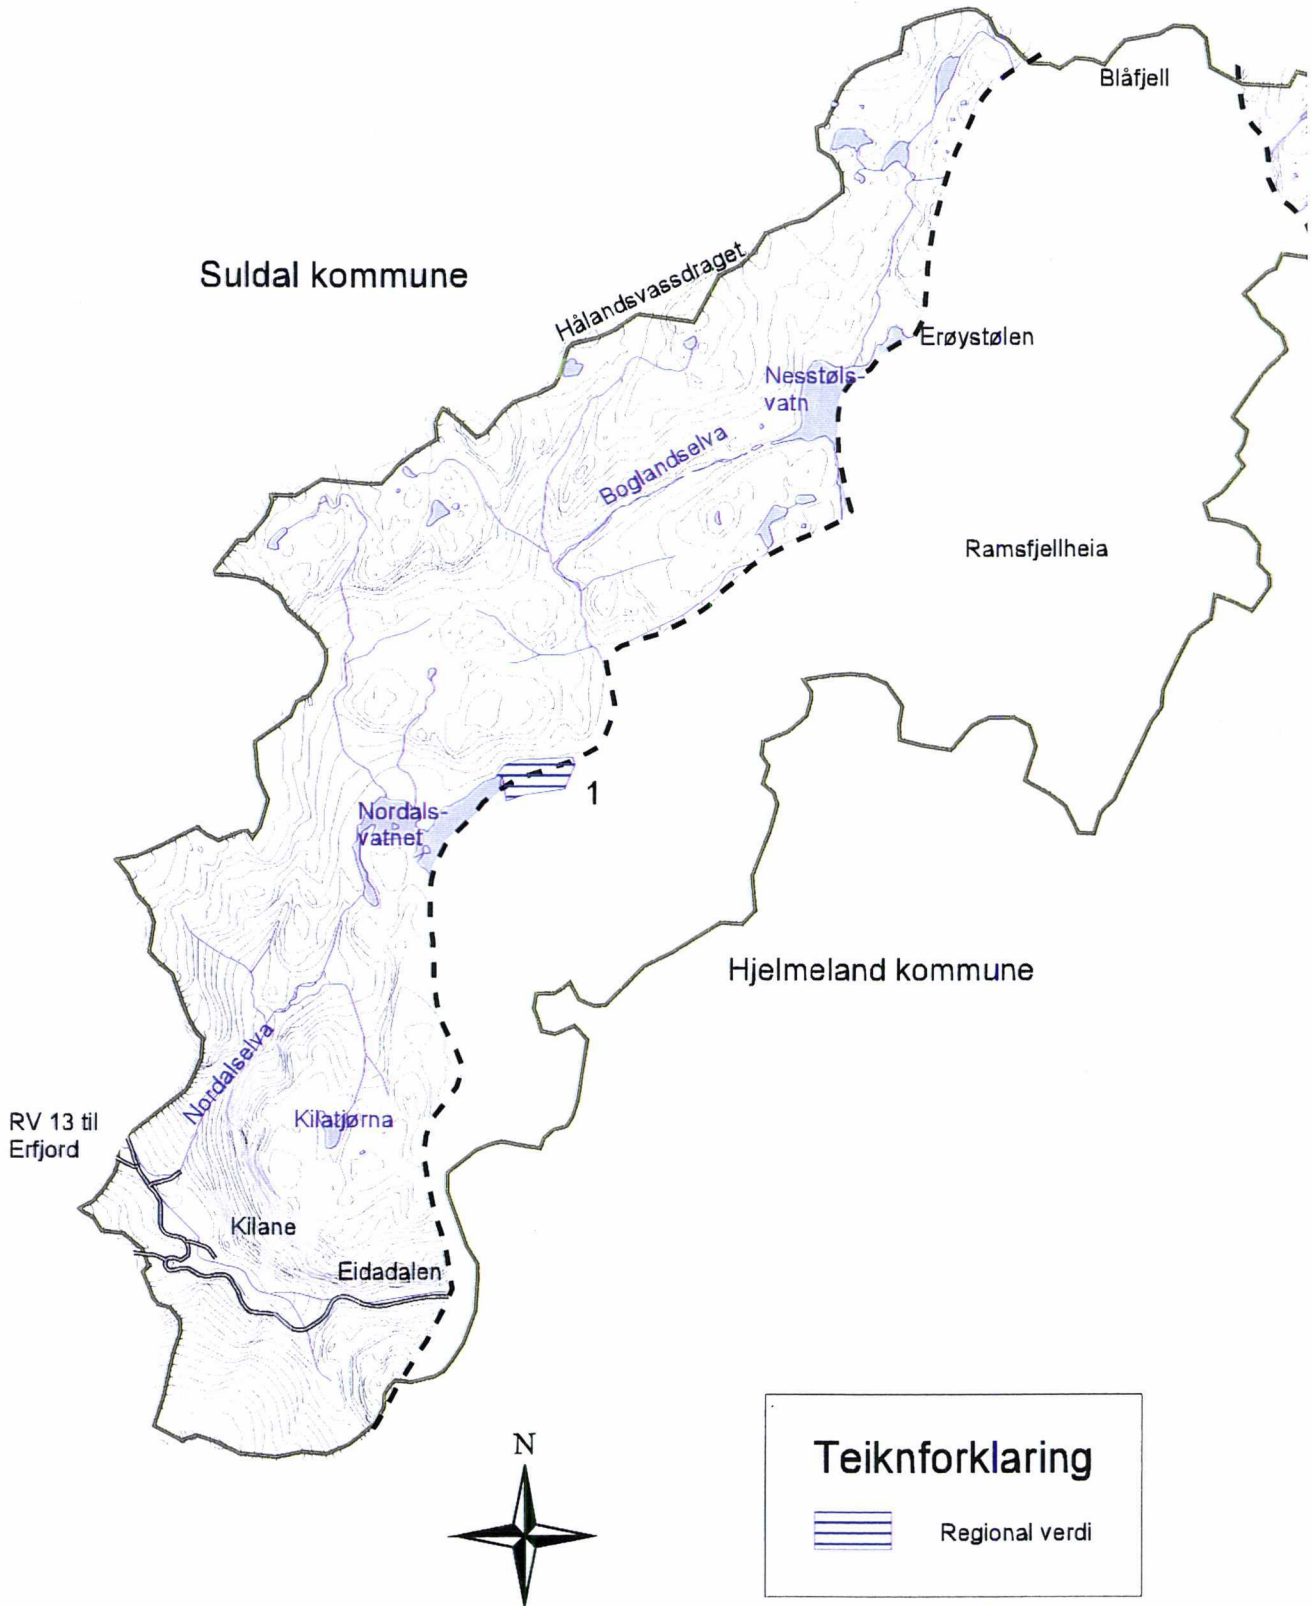 Blåfjell
Suldal kommune
Hålandsvassdraget
Erøystølen
Nesstøls-
vatn
Boglandselva
Ramsfjellheia
1
Nordals-
vatnet
Hjelmeland kommune
Nordalselva
Kilatjørna
RV 13 til
Erfjord
Kilane
Eidadalen
N
Teiknforklaring
Regional verdi